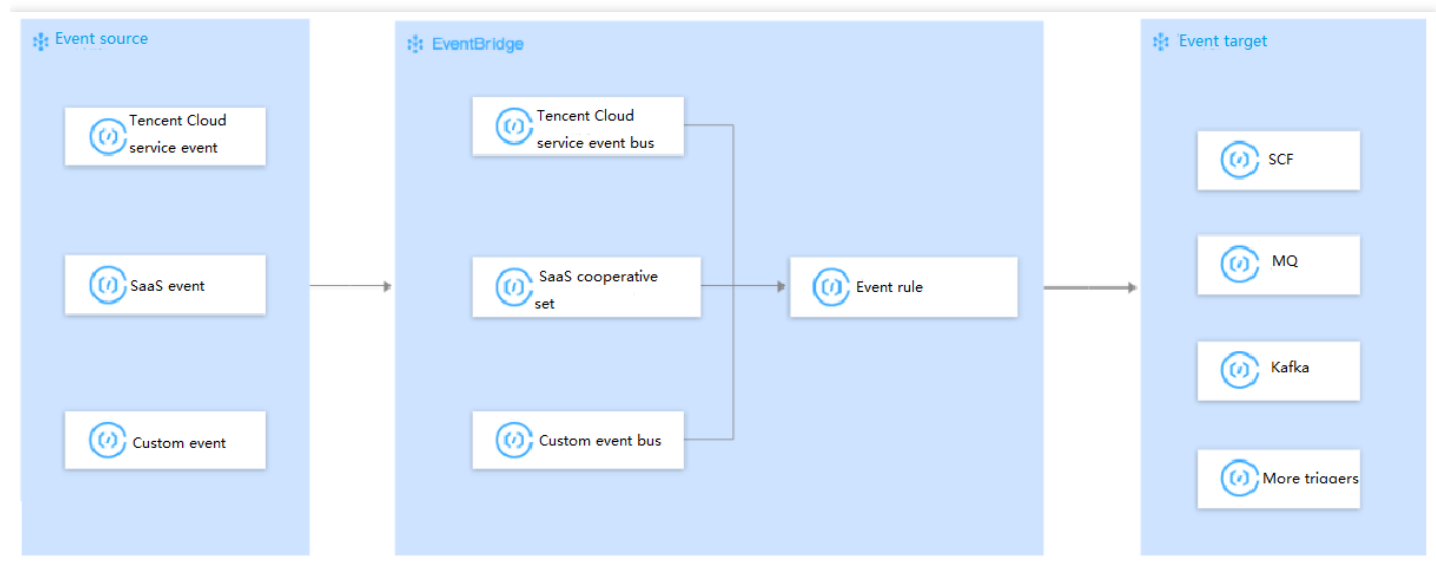 Event source
Tencent Cloud
service event
SaaS event
Custom event
EventBridge
Tencent Cloud
service event bus
SaaS cooperative
set
Custom event bus
Event rule
Event target
SCF
MQ
Kafka
More triggers